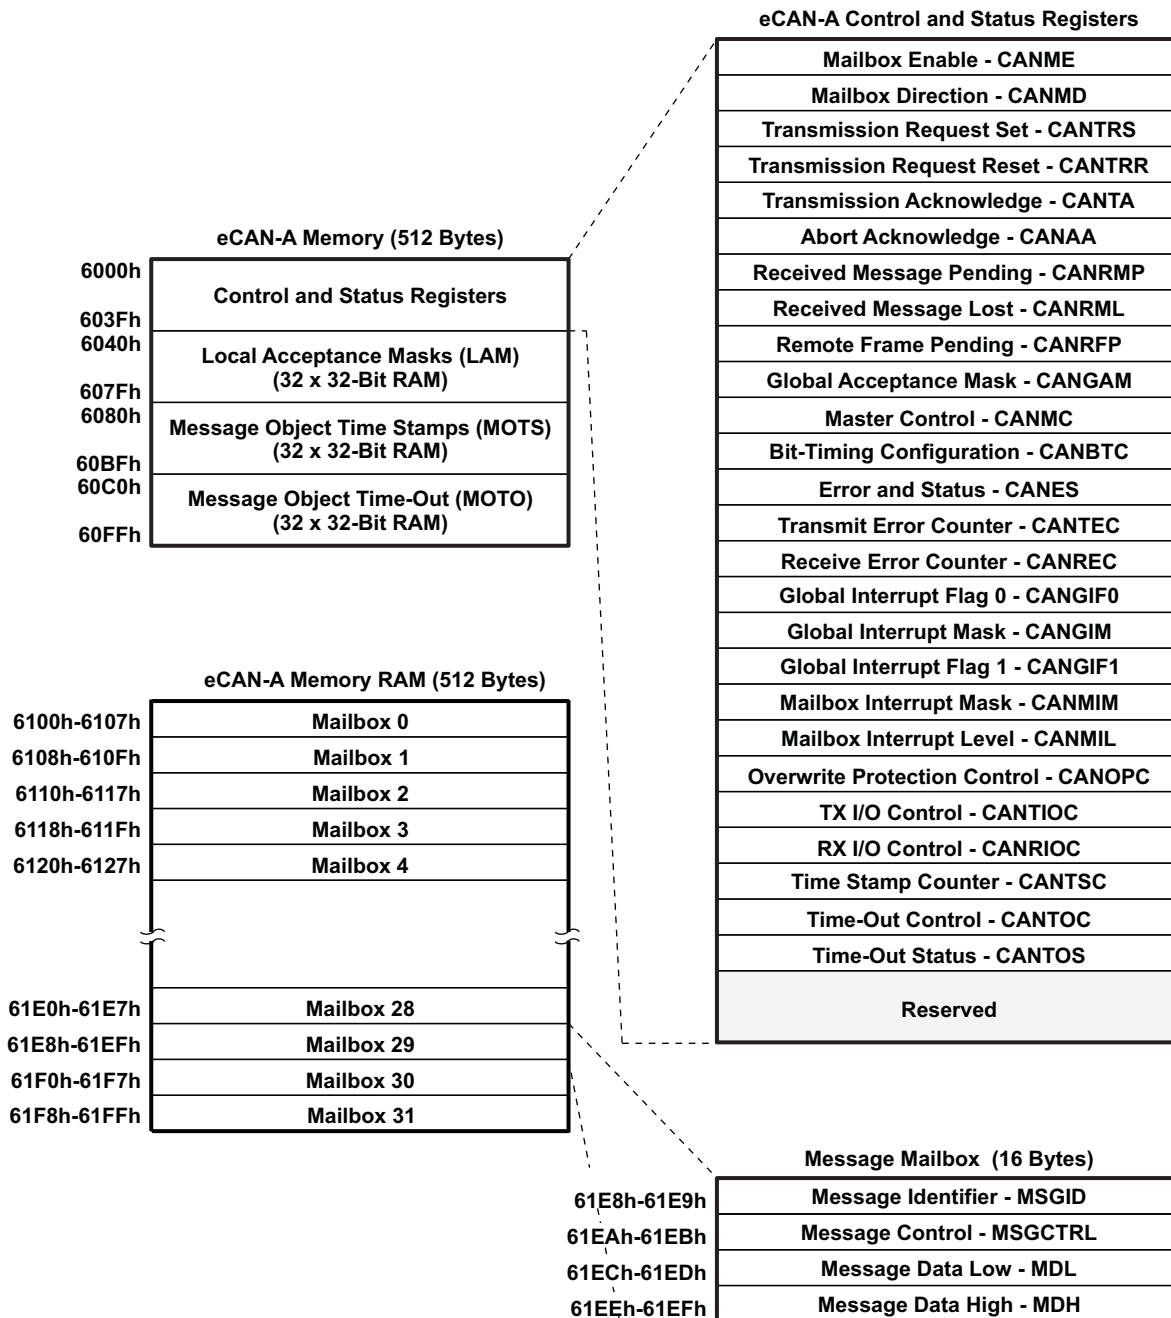 eCAN-A Control and Status Registers
Mailbox Enable - CANME
Mailbox Direction - CANMD
Transmission Request Set - CANTRS
Transmission Request Reset - CANTRR
Transmission Acknowledge - CANTA
Abort Acknowledge - CANAA
Received Message Pending - CANRMP
Received Message Lost - CANRML
Remote Frame Pending - CANRFP
Global Acceptance Mask - CANGAM
Master Control - CANMC
Bit-Timing Configuration - CANBTC
Error and Status - CANES
Transmit Error Counter - CANTEC
Receive Error Counter - CANREC
Global Interrupt Flag 0 - CANGIF0
Global Interrupt Mask - CANGIM
Global Interrupt Flag 1 - CANGIF1
Mailbox Interrupt Mask - CANMIM
Mailbox Interrupt Level - CANMIL
Overwrite Protection Control - CANOPC
TX I/O Control - CANTIOC
RX I/O Control - CANRIOC
Time Stamp Counter - CANTSC
Time-Out Control - CANTOC
Time-Out Status - CANTOS
Reserved
eCAN-A Memory (512 Bytes)
6000h
Control and Status Registers
603Fh
6040h
Local Acceptance Masks (LAM)
(32 x 32-Bit RAM)
607Fh
6080h
Message Object Time Stamps (MOTS)
(32 x 32-Bit RAM)
60BFh
60C0h
Message Object Time-Out (MOTO)
(32 x 32-Bit RAM)
60FFh
eCAN-A Memory RAM (512 Bytes)
6100h-6107h Mailbox 0
6108h-610Fh Mailbox 1
6110h-6117h Mailbox 2
6118h-611Fh Mailbox 3
6120h-6127h Mailbox 4
61E0h-61E7h Mailbox 28
61E8h-61EFh Mailbox 29
61F0h-61F7h Mailbox 30
61F8h-61FFh Mailbox 31
Message Mailbox (16 Bytes)
61E8h-61E9h Message Identifier - MSGID
61EAh-61EBh Message Control - MSGCTRL
61ECh-61EDh Message Data Low - MDL
61EEh-61EFh Message Data High - MDH